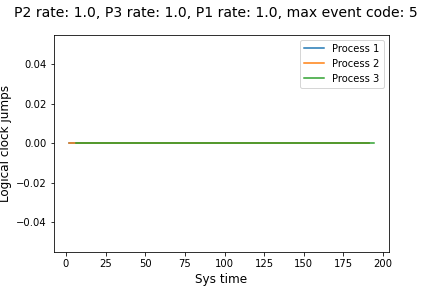 P2 rate: 1.0, P3 rate: 1.0, P1 rate: 1.0, max event code: 5
Process 1
Process 2
Process 3
Logical clock jumps
0.04
0.02
0.00
−0.02
−0.04
0 25 50 75 100 125 150 175 200
Sys time